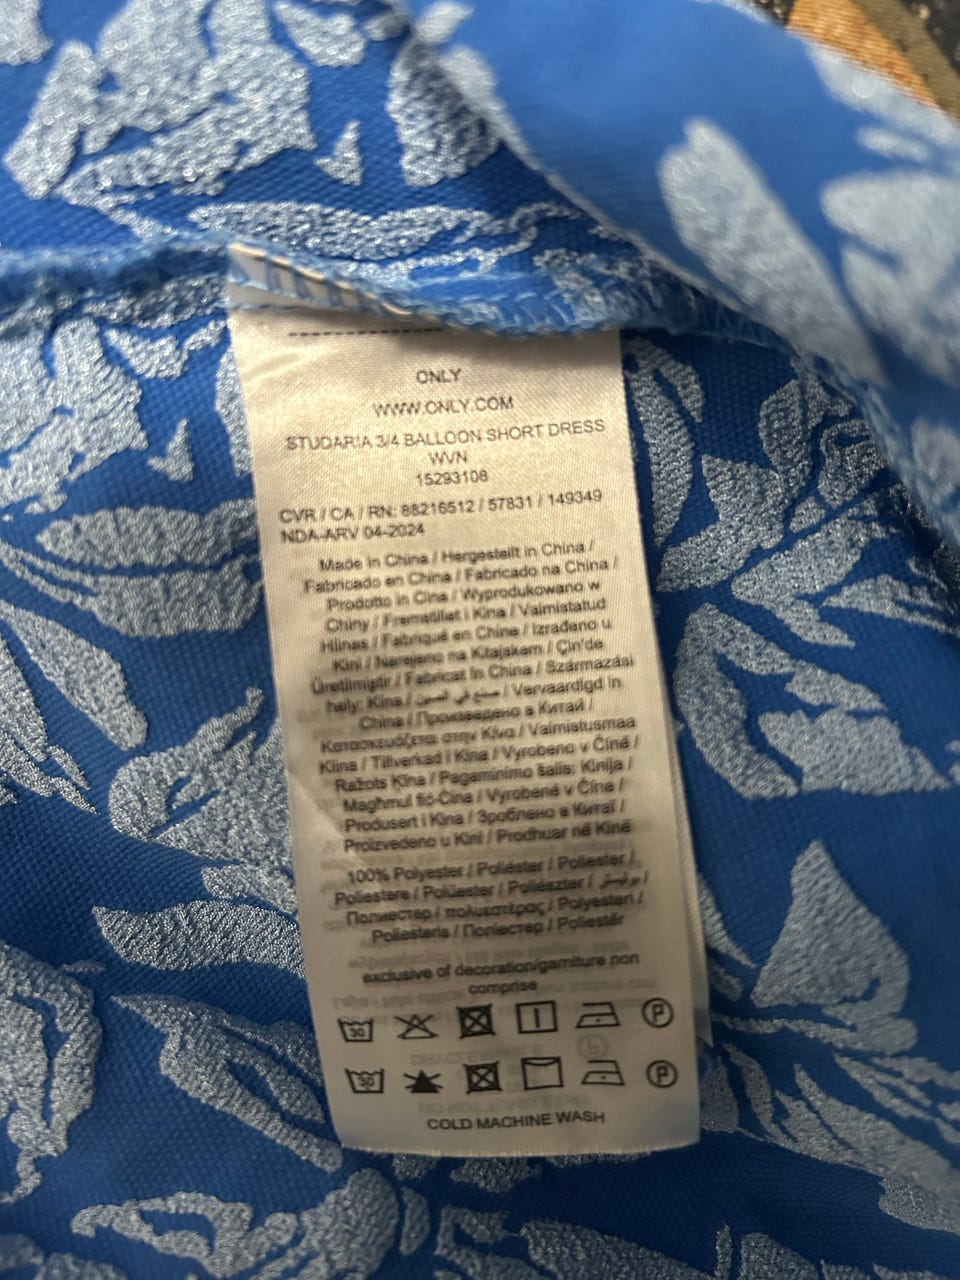 ONLY
WWW.ONLY.COM
STUDARIA 3/4 BALLOON SHORT DRESS
WVN
15293108
CVR / CA / RN: 88216512 / 57831 / 149349
NDA-ARV 04-2024
Made in China / Hergestellt in China /
Fabricado en China / Fabricado na China /
Prodotto in Cina / Wyprodukowano w
Chiny / Fremstillet i Kina / Valmistatud
Hiinas / Fabriqué en Chine / Izrađeno u
Kini / Narejeno na Kitajskem / Çin'de
Üretilmiştir / Fabricat în China / Származási
hely: Kína / صنع في الصين / Vervaardigd in
China / Произведено в Китай /
Κατασκευάζεται στην Κίνα / Valmistusmaa
Kiina / Tillverkad i Kina / Vyrobeno v Číně /
Ražots Ķīna / Pagaminimo šalis: Kinija /
Magħmul fiċ-Ċina / Vyrobené v Číne /
Produsert i Kina / Зроблено в Китаї /
Proizvedeno u Kini / Prodhuar në Kinë
100% Polyester / Poliéster / Poliester /
Poliestere / Polüester / Poliészter / بوليستر /
Полиестер / πολυεστέρας / Polyesteri /
Poliesteris / Поліестер / Poliestër
exclusive of decoration/garniture non
comprise
30 P
30 P
COLD MACHINE WASH